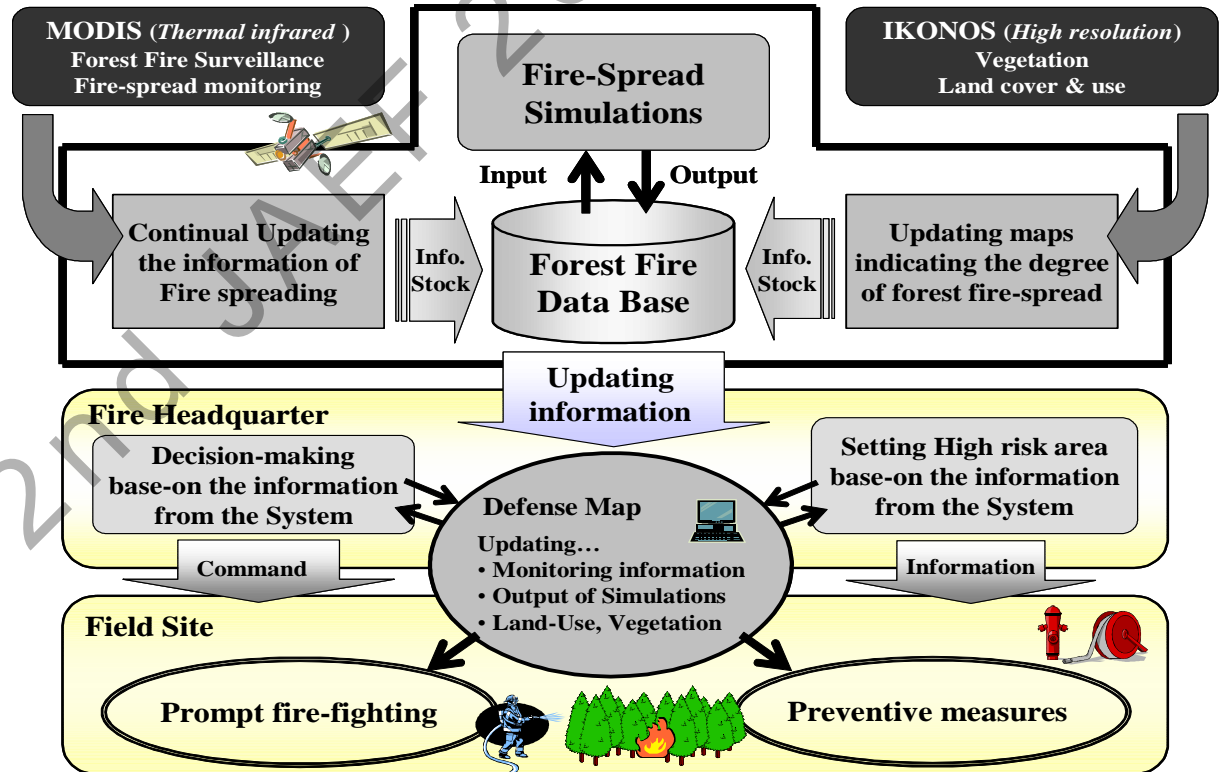 MODIS (Thermal infrared )
Forest Fire Surveillance
Fire-spread monitoring
IKONOS (High resolution)
Vegetation
Land cover & use
Fire-Spread
Simulations
Input
Output
Continual Updating
the information of
Fire spreading
Info.
Stock
Forest Fire
Data Base
Info.
Stock
Updating maps
indicating the degree
of forest fire-spread
Updating
information
Fire Headquarter
Decision-making
base-on the information
from the System
Setting High risk area
base-on the information
from the System
Defense Map
Updating…
• Monitoring information
• Output of Simulations
• Land-Use, Vegetation
Command
Information
Field Site
Prompt fire-fighting
Preventive measures
2nd JAEF